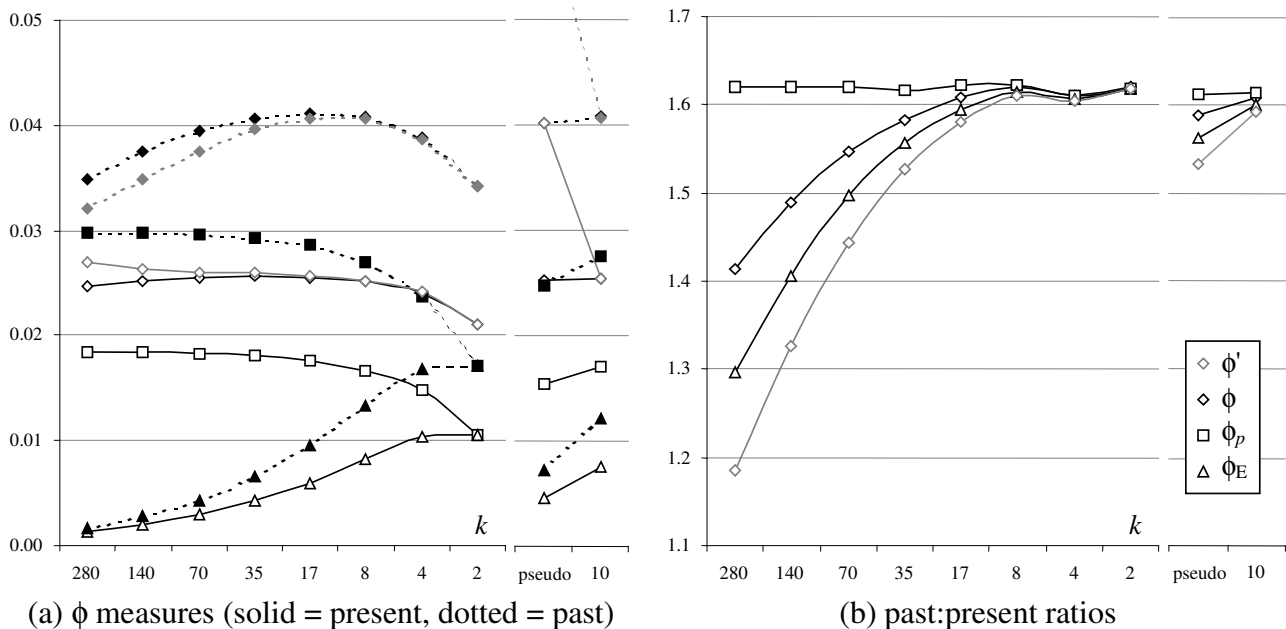 0.05
0.04
0.03
0.02
0.01
0.00
k
280 140 70 35 17 8 4 2 pseudo 10
(a) ϕ measures (solid = present, dotted = past)
1.7
1.6
1.5
1.4
1.3
1.2
1.1
ϕ'
ϕ
ϕp
ϕE
k
280 140 70 35 17 8 4 2 pseudo 10
(b) past:present ratios